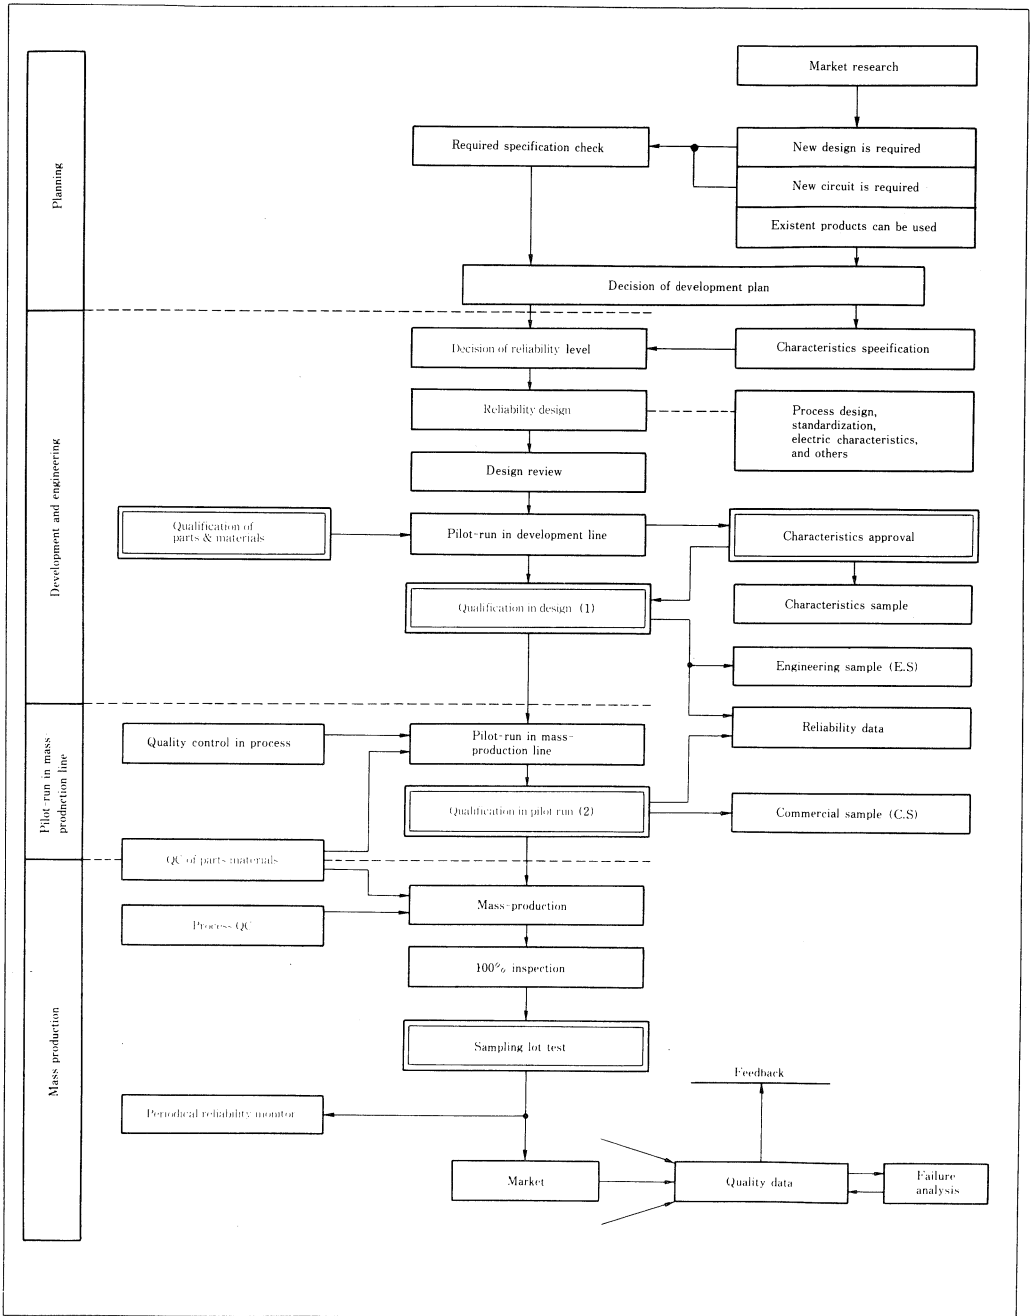 Market research
Planning
Required specification check
New design is required
New circuit is required
Existent products can be used
Decision of development plan
Development and engineering
Decision of reliability level
Characteristics speeification
Reliability design
Process design,
standardization,
electric characteristics,
and others
Design review
Qualification of
parts & materials
Pilot-run in development line
Characteristics approval
Qualification in design (1)
Characteristics sample
Engineering sample (E.S)
Pilot-run in mass
prodnction line
Quality control in process
Pilot-run in mass-
production line
Reliability data
Qualification in pilot run (2)
Commercial sample (C.S)
QC of parts materials
Mass production
Mass-production
Process QC
100% inspection
Sampling lot test
Feedback
Periodical reliability monitor
Market
Quality data
Failure
analysis